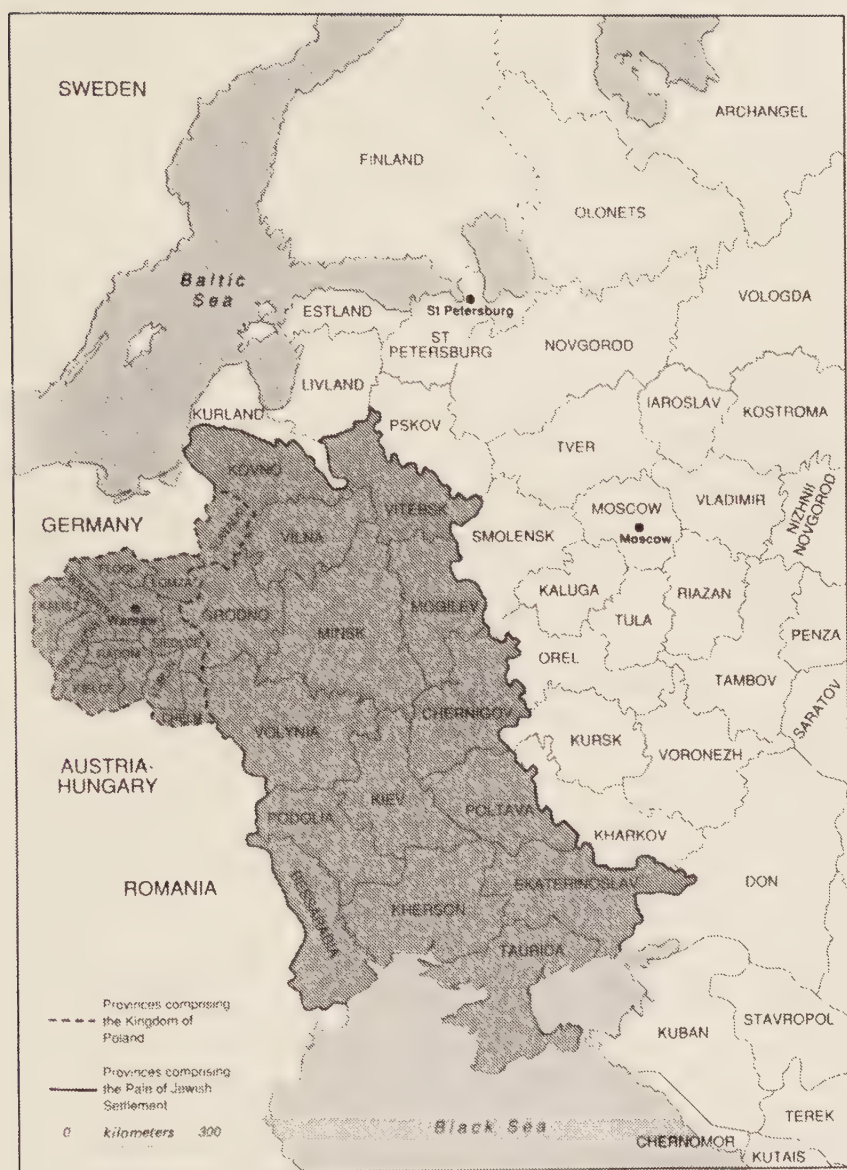 SWEDEN
ARCHANGEL
FINLAND
OLONETS
Baltic
Sea
VOLOGDA
St Petersburg
ESTLAND
ST
PETERSBURG
NOVGOROD
LIVLAND
IAROSLAV
KOSTROMA
KURLAND
PSKOV
TVER
KOVNO
VLADIMIR
NIZHNII
NOVGOROD
MOSCOW
Moscow
VITEBSK
GERMANY
SMOLENSK
VILNA
PLOCK
LOMZA
KALUGA
RIAZAN
KALISZ
Warsaw
GRODNO
MOGILEV
TULA
MINSK
PENZA
SIEDLCE
RADOM
OREL
TAMBOV
KIELCE
SARATOV
CHERNIGOV
VOLYNIA
KURSK
VORONEZH
AUSTRIA-
HUNGARY
KIEV
POLTAVA
PODOLIA
KHARKOV
ROMANIA
BESSARABIA
EKATERINOSLAV
DON
KHERSON
TAURIDA
Provinces comprising
the Kingdom of
Poland
KUBAN
STAVROPOL
Provinces comprising
the Pale of Jewish
Settlement
TEREK
0 kilometers 300
Black Sea
CHERNOMOR
KUTAIS